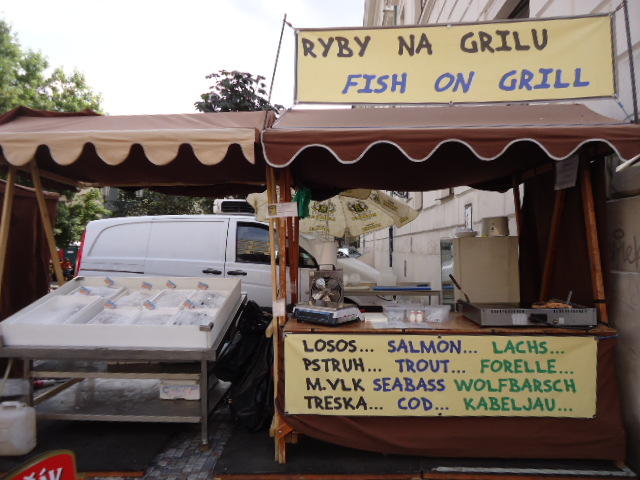 RYBY NA GRILU
FISH ON GRILL
LOSOS... SALMON... LACHS...
PSTRUH... TROUT... FORELLE...
M.VLK SEABASS WOLFBARSCH
TRESKA... COD... KABELJAU...